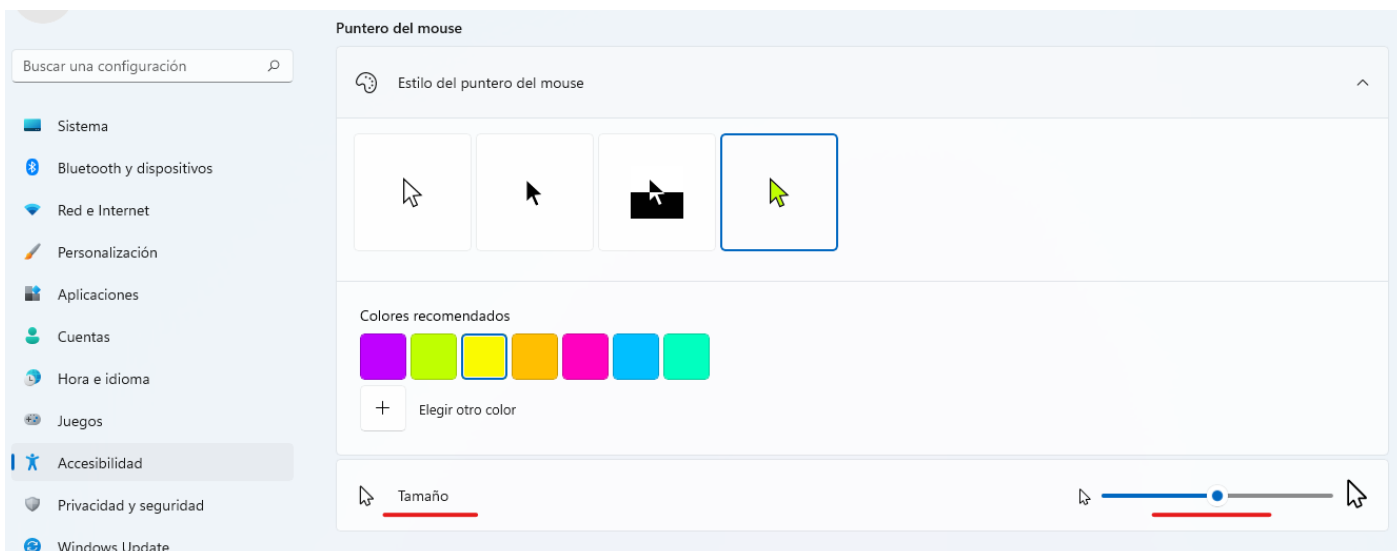 Puntero del mouse
Buscar una configuración
Estilo del puntero del mouse
Sistema
Bluetooth y dispositivos
Red e Internet
Personalización
Aplicaciones
Colores recomendados
Cuentas
Hora e idioma
Elegir otro color
Juegos
Accesibilidad
Tamaño
Privacidad y seguridad
Windows Update